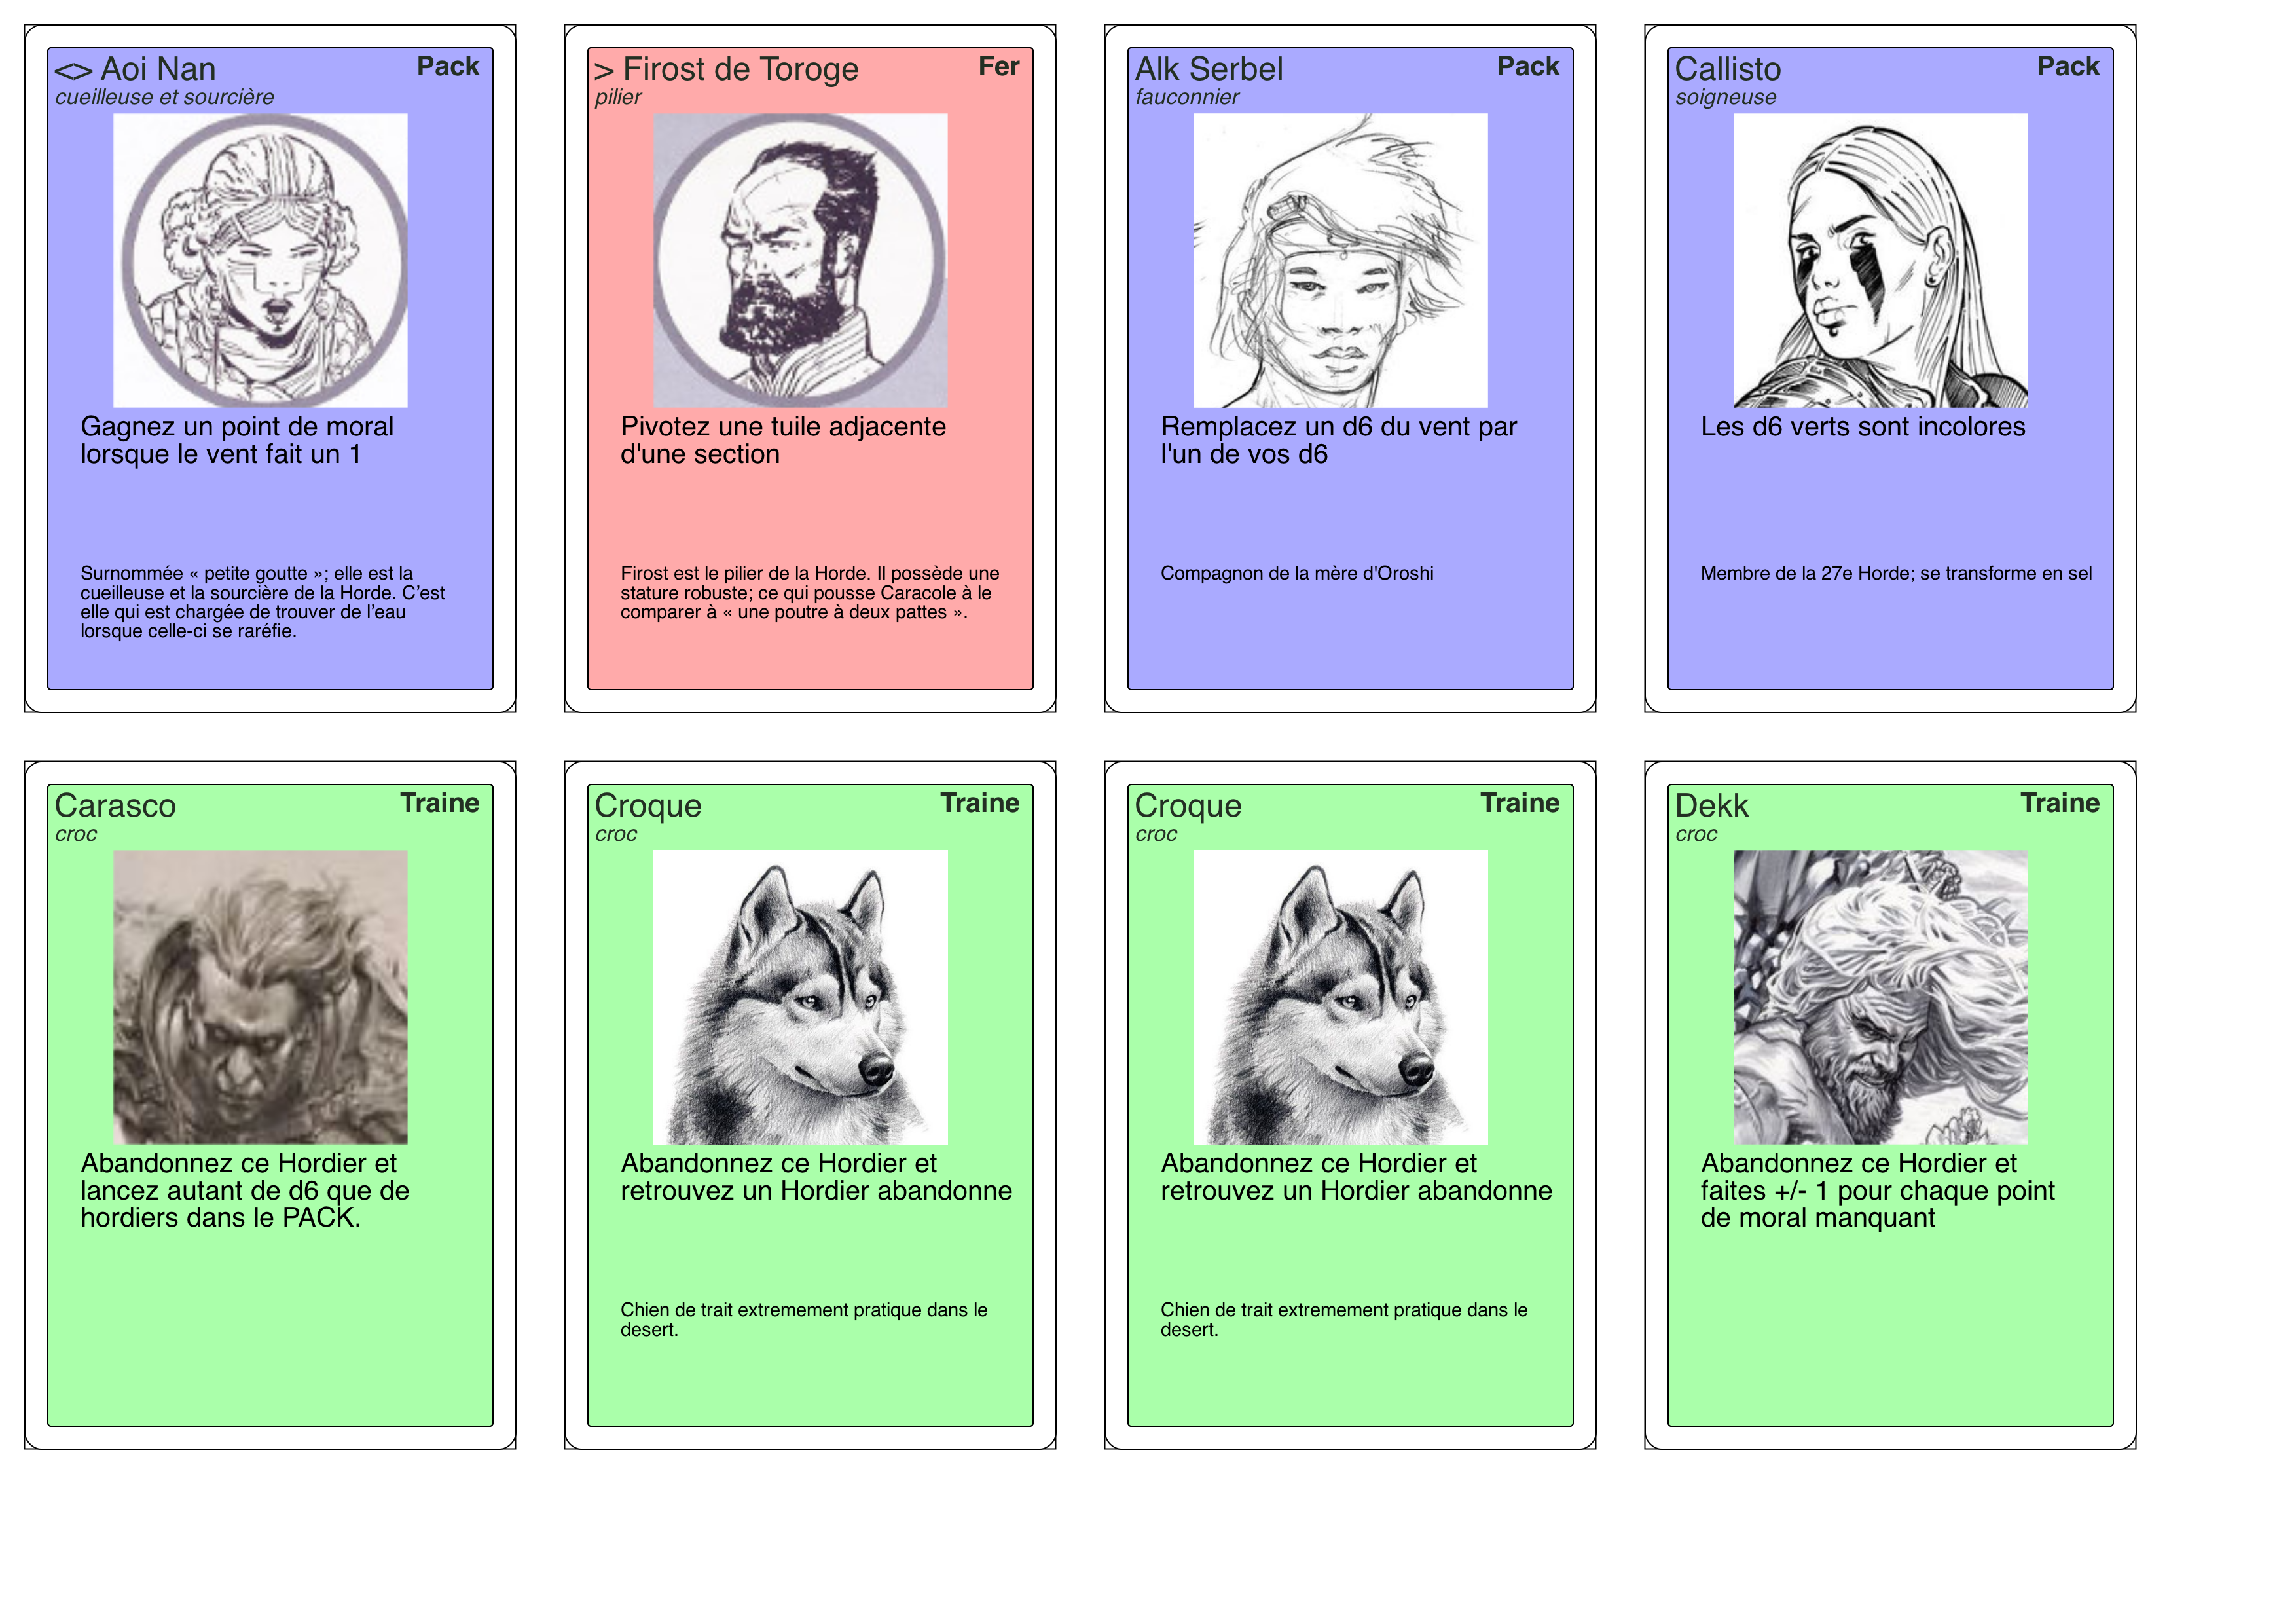 <> Aoi Nan
Pack
cueilleuse et sourcière
Gagnez un point de moral
lorsque le vent fait un 1
Surnommée « petite goutte »; elle est la
cueilleuse et la sourcière de la Horde. C’est
elle qui est chargée de trouver de l’eau
lorsque celle-ci se raréfie.
> Firost de Toroge
Fer
pilier
Pivotez une tuile adjacente
d'une section
Firost est le pilier de la Horde. Il possède une
stature robuste; ce qui pousse Caracole à le
comparer à « une poutre à deux pattes ».
Alk Serbel
Pack
fauconnier
Remplacez un d6 du vent par
l'un de vos d6
Compagnon de la mère d'Oroshi
Callisto
Pack
soigneuse
Les d6 verts sont incolores
Membre de la 27e Horde; se transforme en sel
Carasco
Traine
croc
Abandonnez ce Hordier et
lancez autant de d6 que de
hordiers dans le PACK.
Croque
Traine
croc
Abandonnez ce Hordier et
retrouvez un Hordier abandonne
Chien de trait extremement pratique dans le
desert.
Croque
Traine
croc
Abandonnez ce Hordier et
retrouvez un Hordier abandonne
Chien de trait extremement pratique dans le
desert.
Dekk
Traine
croc
Abandonnez ce Hordier et
faites +/- 1 pour chaque point
de moral manquant